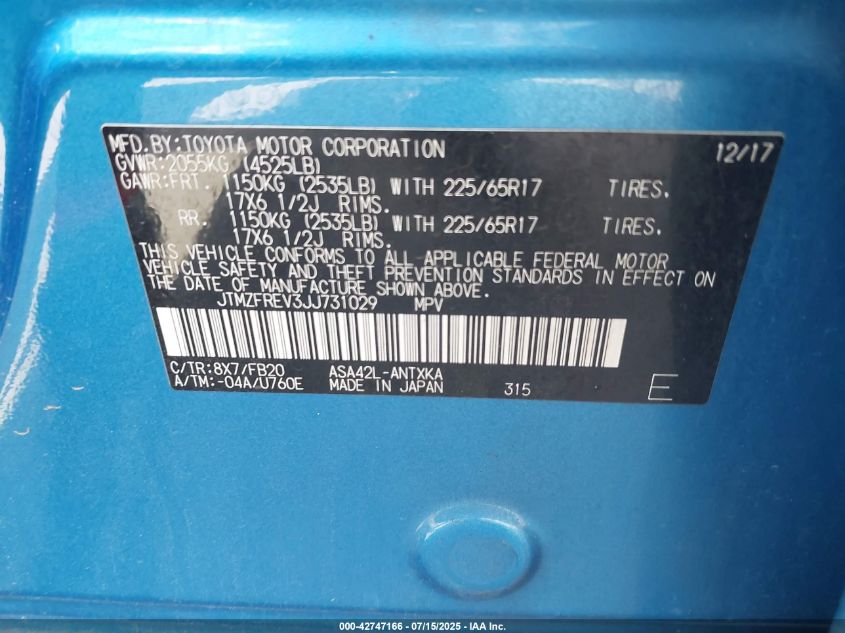 MFD.BY:TOYOTA MOTOR CORPORATION 12/17
GVWR:2055KG (4525LB)
GAWR:FRT. 1150KG (2535LB) WITH 225/65R17 TIRES.
17X6 1/2J RIMS.
RR. 1150KG (2535LB) WITH 225/65R17 TIRES.
17X6 1/2J RIMS.
THIS VEHICLE CONFORMS TO ALL APPLICABLE FEDERAL MOTOR
VEHICLE SAFETY AND THEFT PREVENTION STANDARDS IN EFFECT ON
THE DATE OF MANUFACTURE SHOWN ABOVE.
JTMZFREV3JJ731029 MPV
C/TR:8X7/FB20 ASA42L-ANTXKA
A/TM:-04A/U760E MADE IN JAPAN 315 E
000-42747166 - 07/15/2025 - IAA Inc.